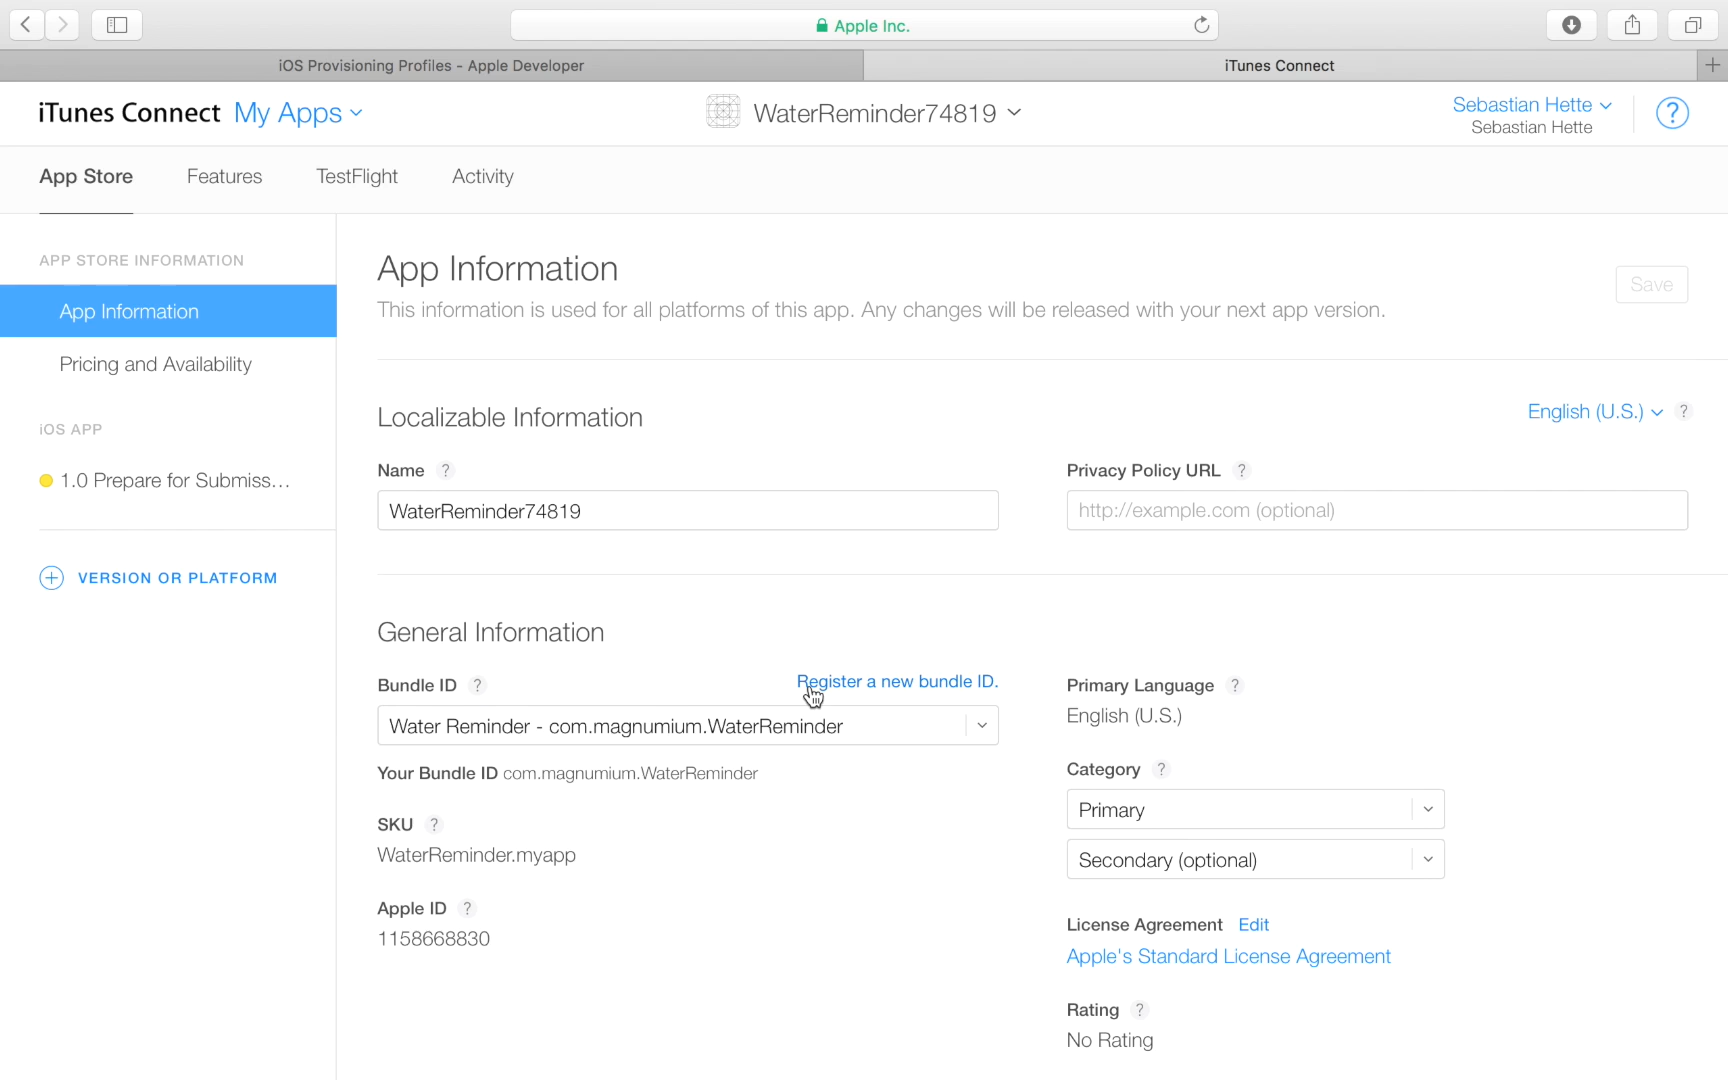 Apple Inc.
iOS Provisioning Profiles - Apple Developer
iTunes Connect
iTunes Connect My Apps
WaterReminder74819
Sebastian Hette
Sebastian Hette
?
App Store
Features
TestFlight
Activity
APP STORE INFORMATION
App Information
Pricing and Availability
iOS APP
1.0 Prepare for Submiss...
VERSION OR PLATFORM
App Information
Save
This information is used for all platforms of this app. Any changes will be released with your next app version.
Localizable Information
English (U.S.) ?
Name ?
WaterReminder74819
Privacy Policy URL ?
http://example.com (optional)
General Information
Bundle ID ?
Register a new bundle ID.
Water Reminder - com.magnumium.WaterReminder
Your Bundle ID com.magnumium.WaterReminder
SKU ?
WaterReminder.myapp
Apple ID ?
1158668830
Primary Language ?
English (U.S.)
Category ?
Primary
Secondary (optional)
License Agreement Edit
Apple's Standard License Agreement
Rating ?
No Rating